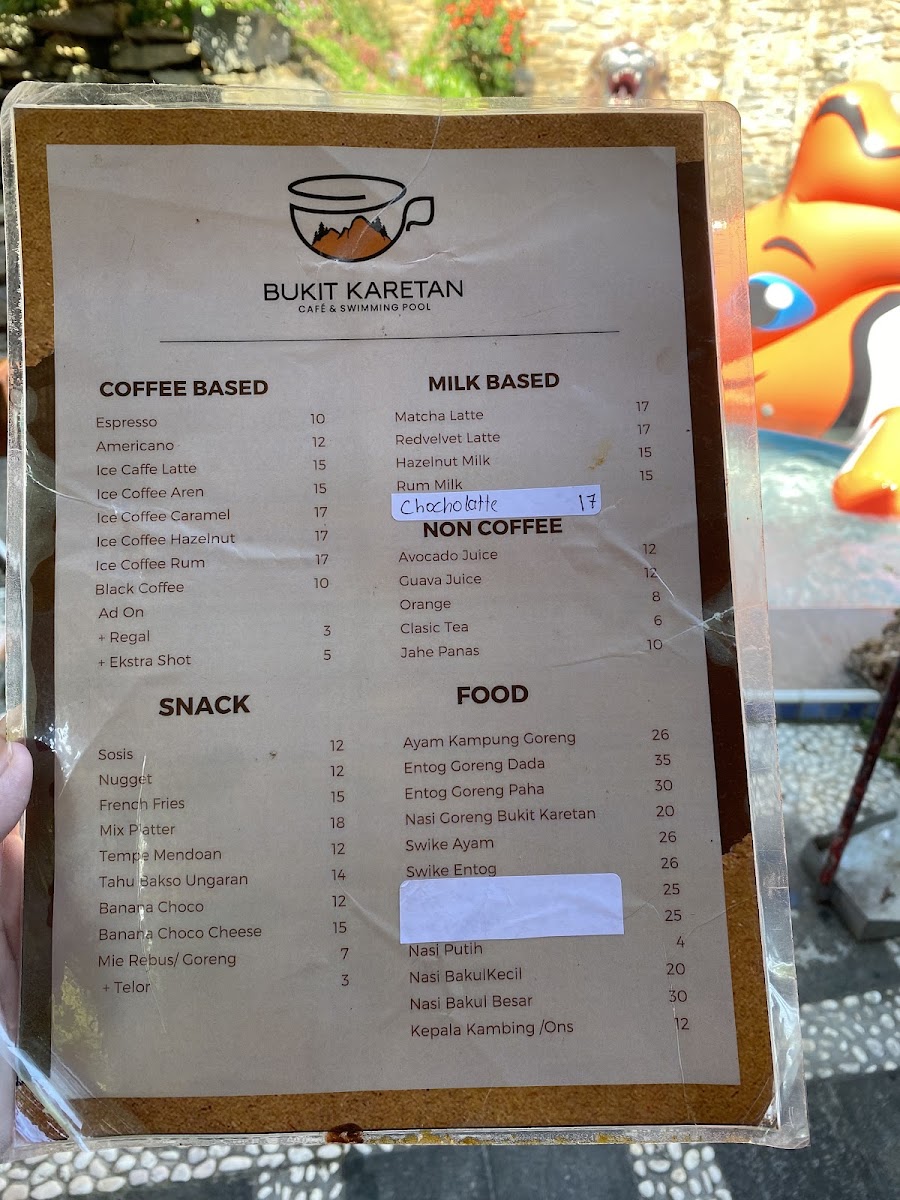 BUKIT KARETAN
CAFÉ & SWIMMING POOL
COFFEE BASED
Espresso 10
Americano 12
Ice Caffe Latte 15
Ice Coffee Aren 15
Ice Coffee Caramel 17
Ice Coffee Hazelnut 17
Ice Coffee Rum 17
Black Coffee 10
Ad On
+ Regal 3
+ Ekstra Shot 5
MILK BASED
Matcha Latte 17
Redvelvet Latte 17
Hazelnut Milk 15
Rum Milk 15
Chocholatte 17
NON COFFEE
Avocado Juice 12
Guava Juice 12
Orange 8
Clasic Tea 6
Jahe Panas 10
SNACK
Sosis 12
Nugget 12
French Fries 15
Mix Platter 18
Tempe Mendoan 12
Tahu Bakso Ungaran 14
Banana Choco 12
Banana Choco Cheese 15
Mie Rebus/ Goreng 7
+ Telor 3
FOOD
Ayam Kampung Goreng 26
Entog Goreng Dada 35
Entog Goreng Paha 30
Nasi Goreng Bukit Karetan 20
Swike Ayam 26
Swike Entog 26
25
25
Nasi Putih 4
Nasi BakulKecil 20
Nasi Bakul Besar 30
Kepala Kambing /Ons 12